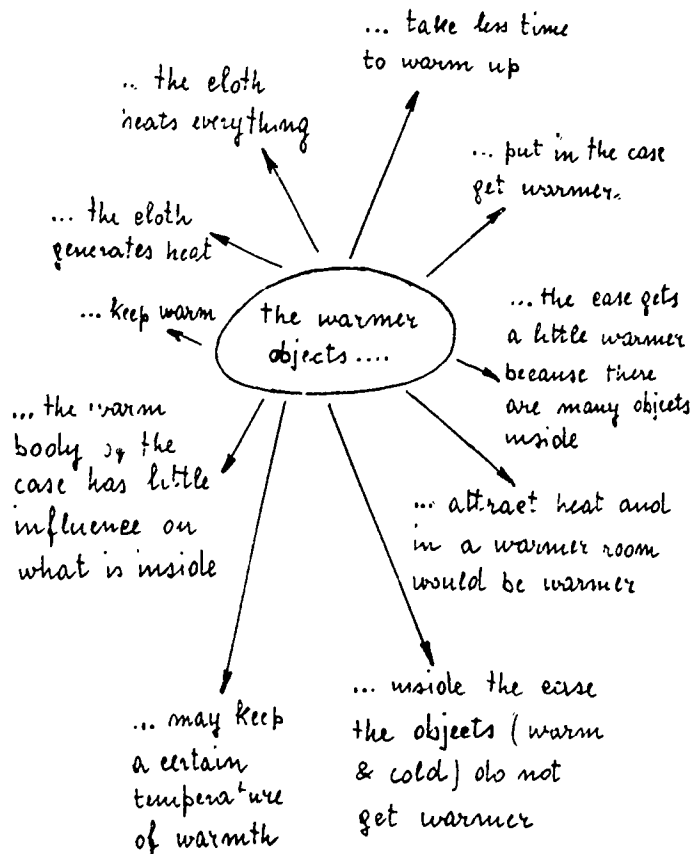 the warmer
objects ....
... take less time
to warm up
... put in the case
get warmer.
... the case gets
a little warmer
because there
are many objects
inside
... attract heat and
in a warmer room
would be warmer
... inside the case
the objects (warm
& cold) do not
get warmer
... may keep
a certain
temperature
of warmth
... the warm
body of the
case has little
influence on
what is inside
... keep warm
... the cloth
generates heat
... the cloth
heats everything